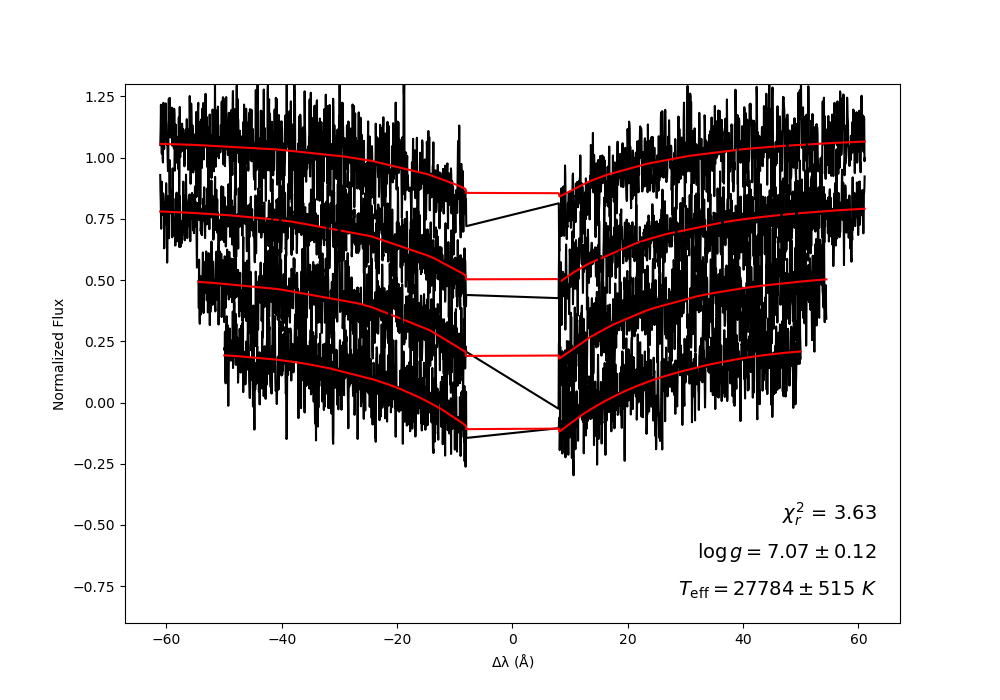 1.25
1.00
0.75
0.50
0.25
0.00
−0.25
−0.50
−0.75
Normalized Flux
χ²ᵣ = 3.63
log g = 7.07 ± 0.12
T_eff = 27784 ± 515 K
−60 −40 −20 0 20 40 60
Δλ (Å)